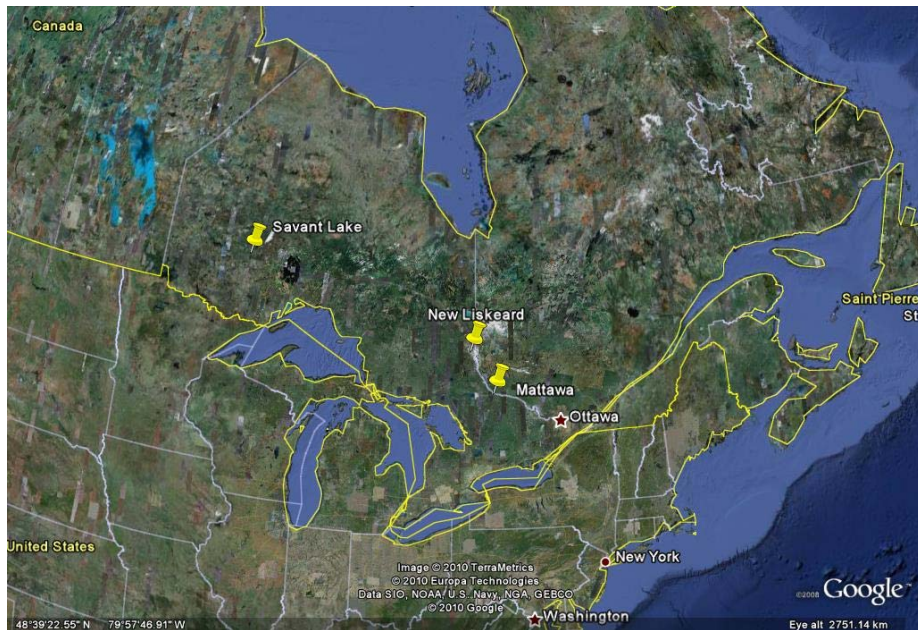 Canada
Savant Lake
New Liskeard
Saint Pierre
St
Mattawa
Ottawa
United States
New York
Image © 2010 TerraMetrics
© 2010 Europa Technologies
Data SIO, NOAA, U.S. Navy, NGA, GEBCO
© 2010 Google
©2008 Google
Washington
48°39'22.55" N 79°57'46.91" W
Eye alt 2751.14 km